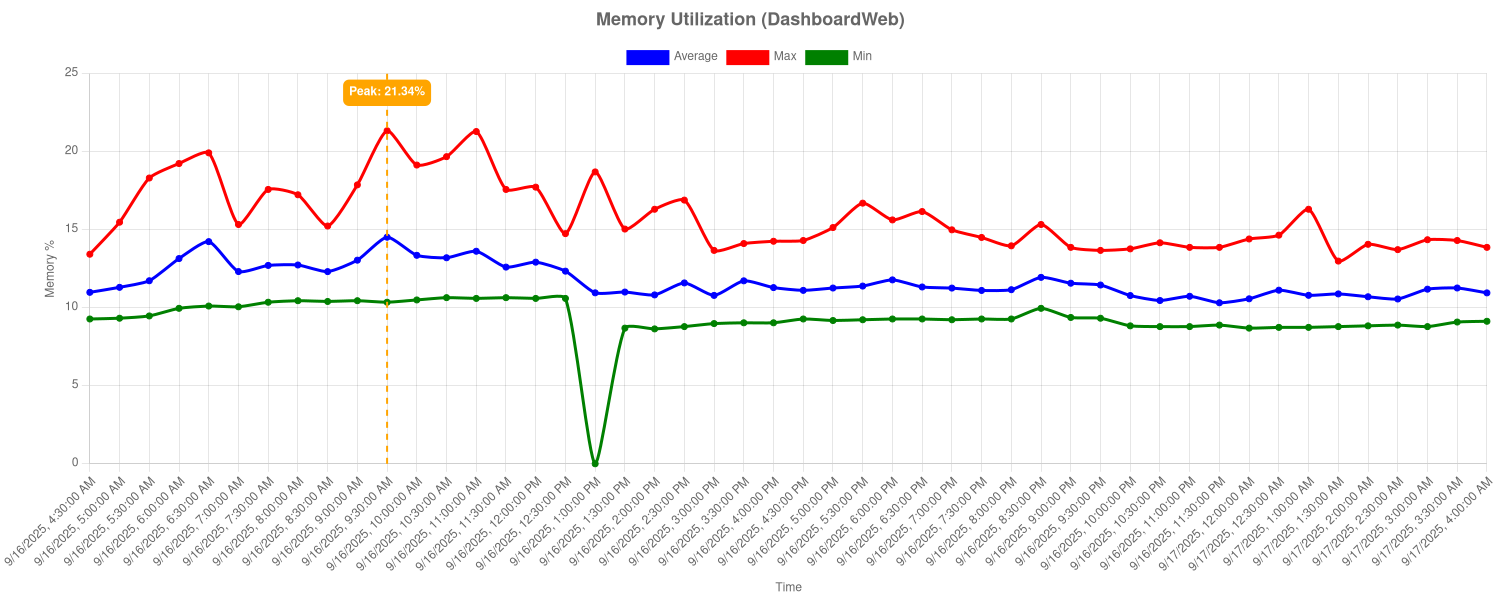 Memory Utilization (DashboardWeb)
Average Max Min
Peak: 21.34%
25
20
15
10
5
0
Memory %
9/16/2025, 4:30:00 AM
9/16/2025, 5:00:00 AM
9/16/2025, 5:30:00 AM
9/16/2025, 6:00:00 AM
9/16/2025, 6:30:00 AM
9/16/2025, 7:00:00 AM
9/16/2025, 7:30:00 AM
9/16/2025, 8:00:00 AM
9/16/2025, 8:30:00 AM
9/16/2025, 9:00:00 AM
9/16/2025, 9:30:00 AM
9/16/2025, 10:00:00 AM
9/16/2025, 10:30:00 AM
9/16/2025, 11:00:00 AM
9/16/2025, 11:30:00 AM
9/16/2025, 12:00:00 PM
9/16/2025, 12:30:00 PM
9/16/2025, 1:00:00 PM
9/16/2025, 1:30:00 PM
9/16/2025, 2:00:00 PM
9/16/2025, 2:30:00 PM
9/16/2025, 3:00:00 PM
9/16/2025, 3:30:00 PM
9/16/2025, 4:00:00 PM
9/16/2025, 4:30:00 PM
9/16/2025, 5:00:00 PM
9/16/2025, 5:30:00 PM
9/16/2025, 6:00:00 PM
9/16/2025, 6:30:00 PM
9/16/2025, 7:00:00 PM
9/16/2025, 7:30:00 PM
9/16/2025, 8:00:00 PM
9/16/2025, 8:30:00 PM
9/16/2025, 9:00:00 PM
9/16/2025, 9:30:00 PM
9/16/2025, 10:00:00 PM
9/16/2025, 10:30:00 PM
9/16/2025, 11:00:00 PM
9/16/2025, 11:30:00 PM
9/17/2025, 12:00:00 AM
9/17/2025, 12:30:00 AM
9/17/2025, 1:00:00 AM
9/17/2025, 1:30:00 AM
9/17/2025, 2:00:00 AM
9/17/2025, 2:30:00 AM
9/17/2025, 3:00:00 AM
9/17/2025, 3:30:00 AM
9/17/2025, 4:00:00 AM
Time